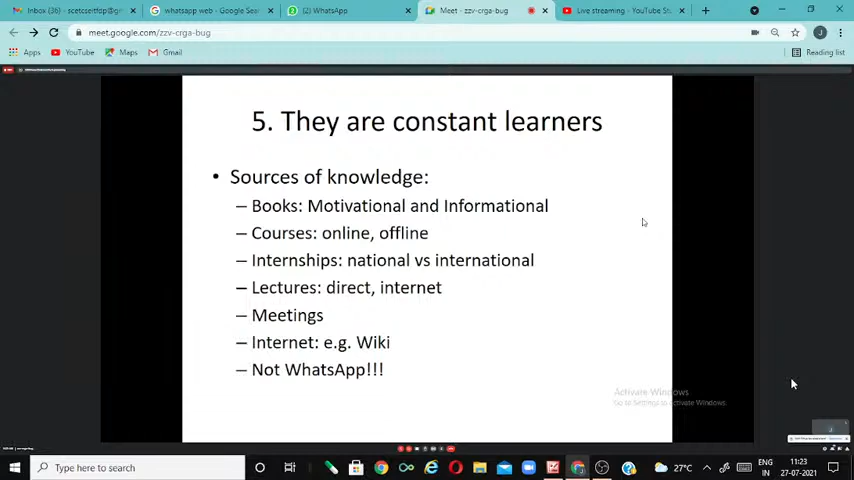 Inbox (36) - scetcseitfdp@gr
whatsapp web - Google Sea
(2) WhatsApp
Meet - zzv-crga-bug
Live streaming - YouTube St
meet.google.com/zzv-crga-bug
Apps
YouTube
Maps
Gmail
Reading list
5. They are constant learners
• Sources of knowledge:
– Books: Motivational and Informational
– Courses: online, offline
– Internships: national vs international
– Lectures: direct, internet
– Meetings
– Internet: e.g. Wiki
– Not WhatsApp!!!
Activate Windows
Go to Settings to activate Windows.
Type here to search
27°C
ENG
IN
11:23
27-07-2021